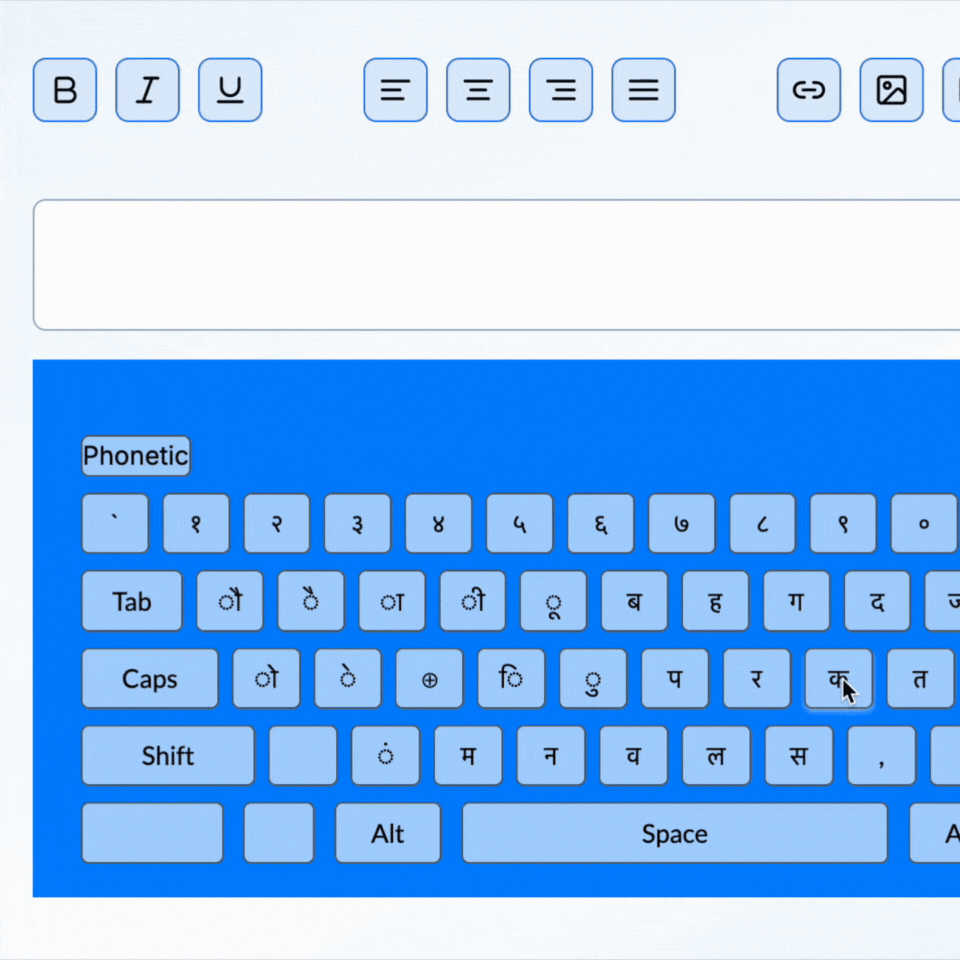 B I U
Phonetic
` १ २ ३ ४ ५ ६ ७ ८ ९ ०
Tab ौ ै ा ी ू ब ह ग द
Caps ो े ⊕ ि ु प र क त
Shift ं म न व ल स ,
Alt Space